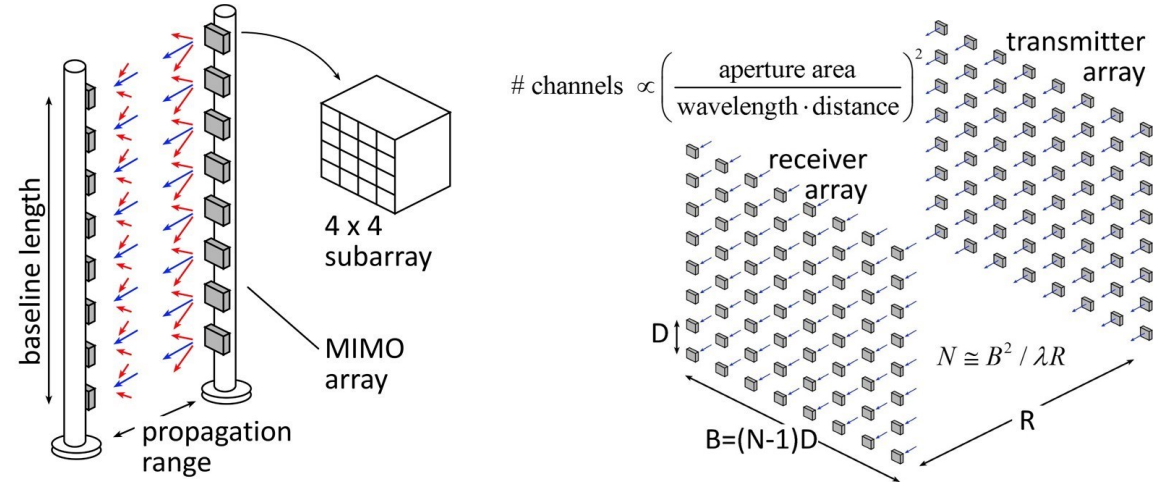 baseline length
4 x 4
subarray
MIMO
array
propagation
range
# channels ∝ ( aperture area / wavelength · distance )²
transmitter
array
receiver
array
D
N ≅ B² / λR
B=(N-1)D
R